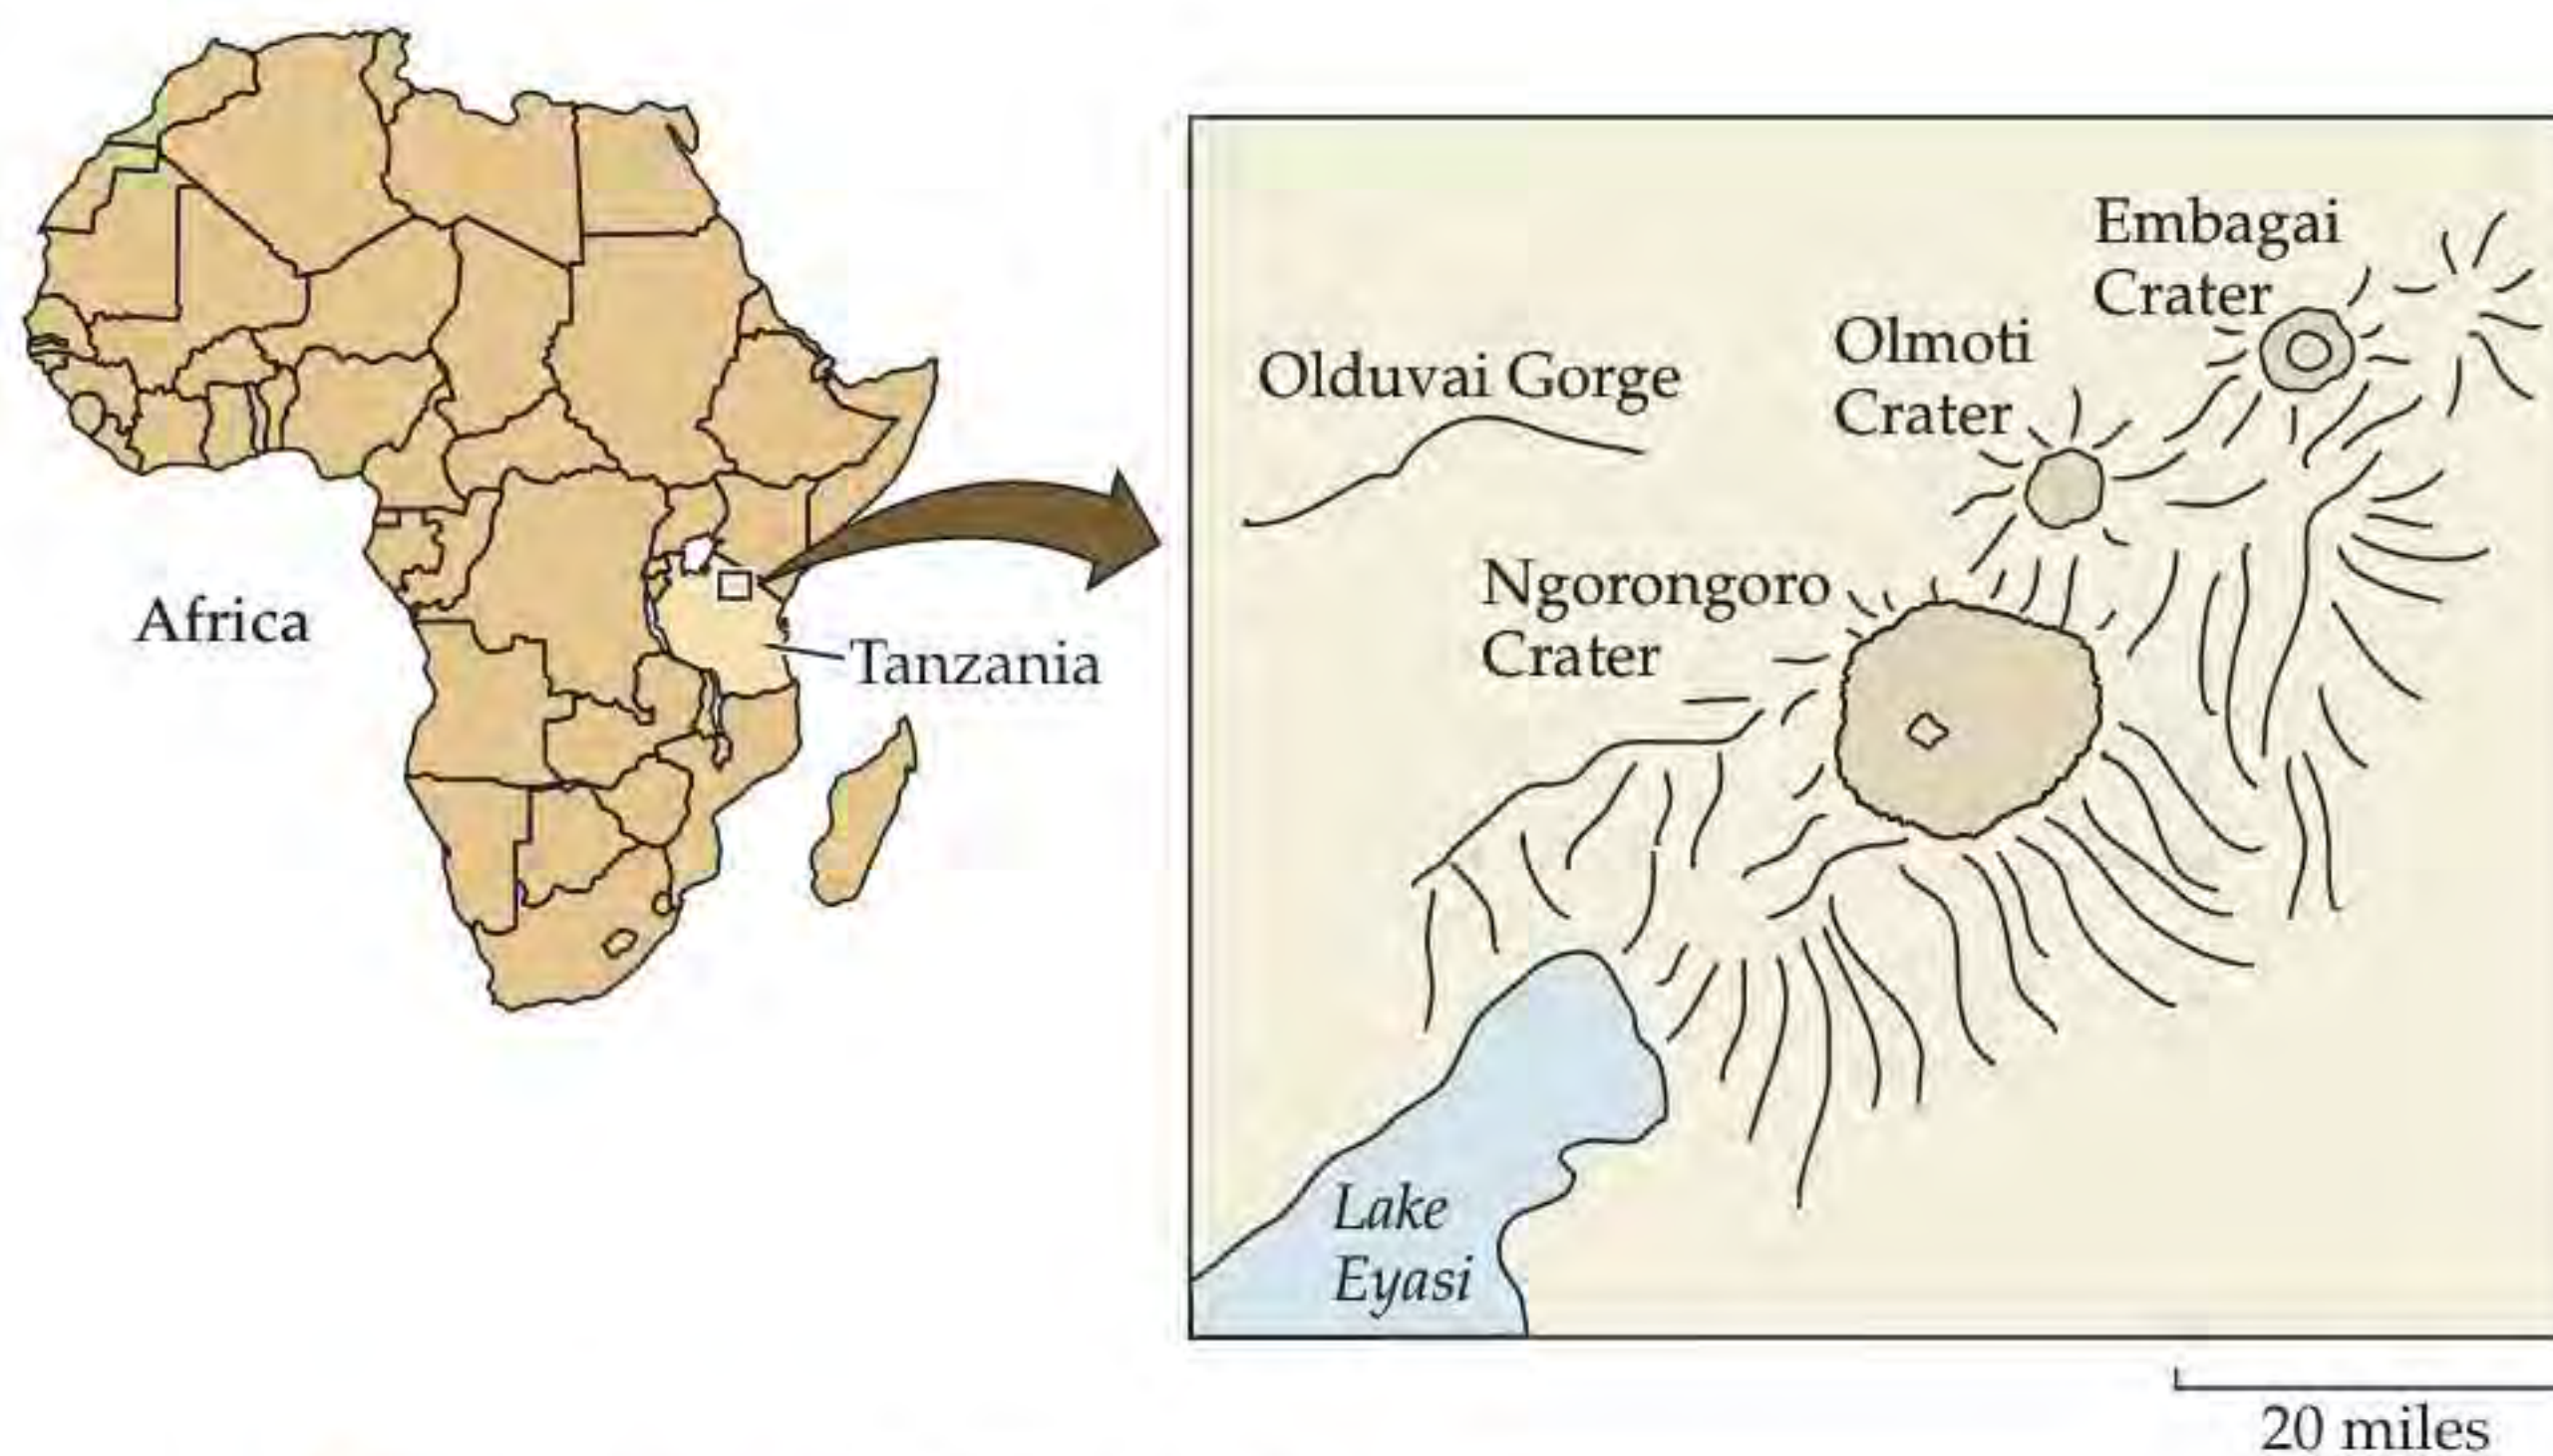 Africa
Tanzania
Embagai
Crater
Olmoti
Crater
Olduvai Gorge
Ngorongoro
Crater
Lake
Eyasi
20 miles